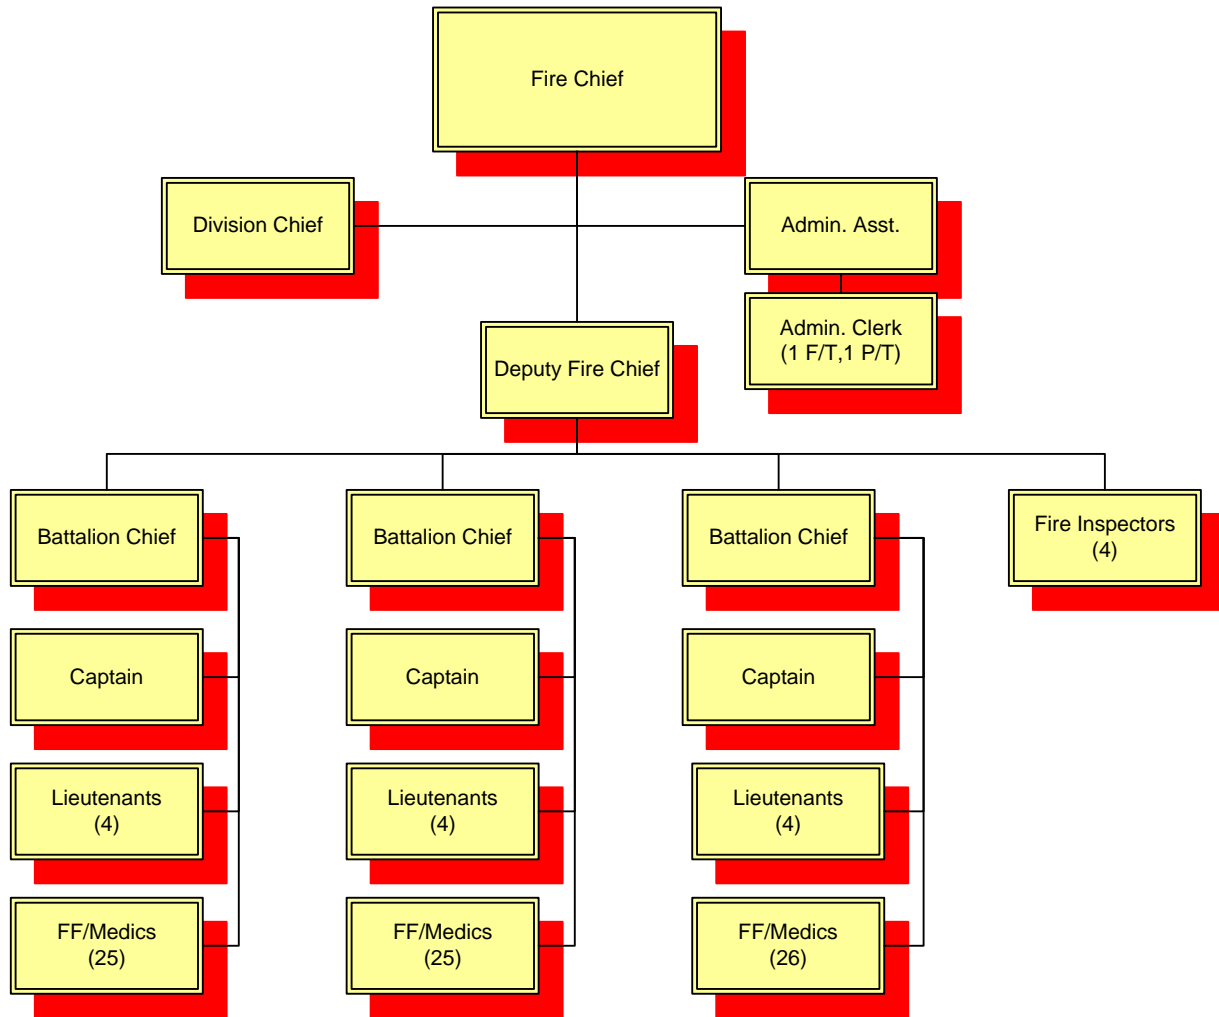 Fire Chief
Division Chief
Admin. Asst.
Admin. Clerk
(1 F/T,1 P/T)
Deputy Fire Chief
Battalion Chief
Battalion Chief
Battalion Chief
Fire Inspectors
(4)
Captain
Captain
Captain
Lieutenants
(4)
Lieutenants
(4)
Lieutenants
(4)
FF/Medics
(25)
FF/Medics
(25)
FF/Medics
(26)